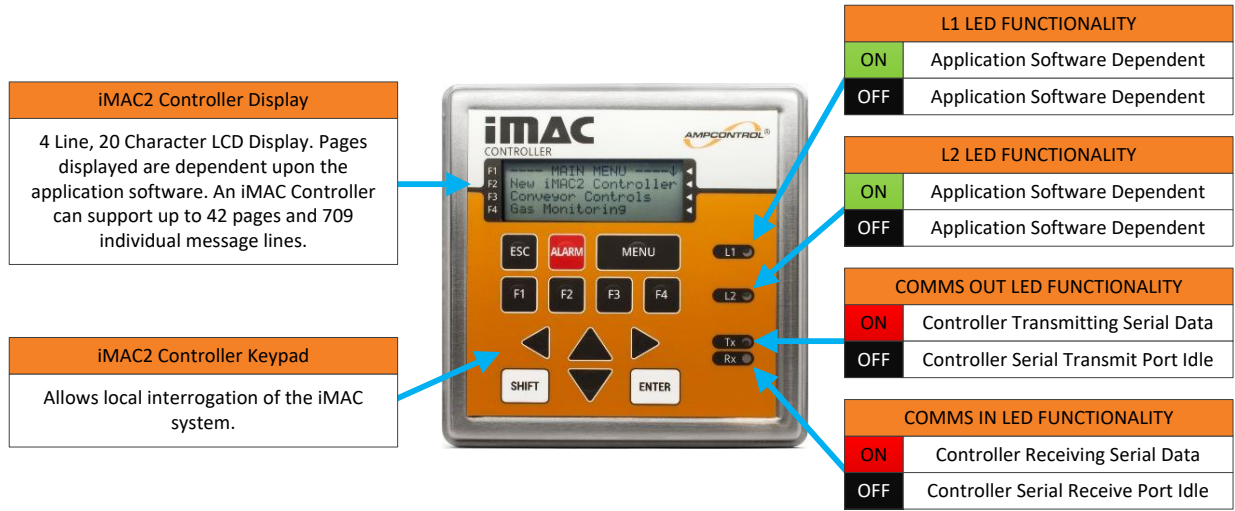 iMAC2 Controller Display
4 Line, 20 Character LCD Display. Pages
displayed are dependent upon the
application software. An iMAC Controller
can support up to 42 pages and 709
individual message lines.
iMAC2 Controller Keypad
Allows local interrogation of the iMAC
system.
iMAC
CONTROLLER
AMPCONTROL®
F1 ---- MAIN MENU ----↓
F2 New iMAC2 Controller
F3 Conveyor Controls
F4 Gas Monitoring
ESC ALARM MENU
F1 F2 F3 F4
SHIFT ENTER
L1
L2
Tx
Rx
L1 LED FUNCTIONALITY
ON Application Software Dependent
OFF Application Software Dependent
L2 LED FUNCTIONALITY
ON Application Software Dependent
OFF Application Software Dependent
COMMS OUT LED FUNCTIONALITY
ON Controller Transmitting Serial Data
OFF Controller Serial Transmit Port Idle
COMMS IN LED FUNCTIONALITY
ON Controller Receiving Serial Data
OFF Controller Serial Receive Port Idle